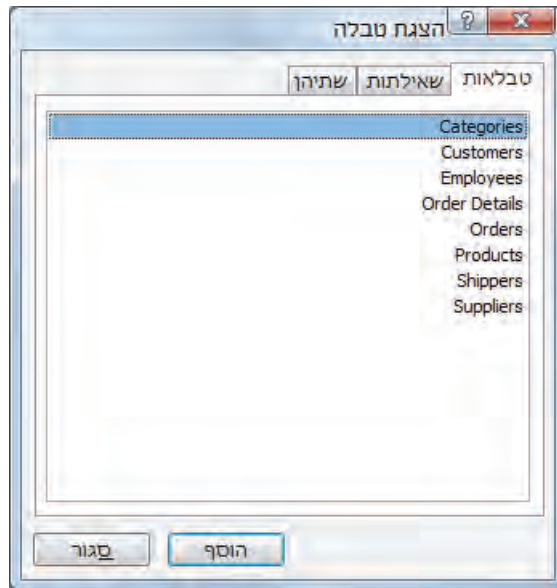 הצגת טבלה
טבלאות שאילתות שתיהן
Categories
Customers
Employees
Order Details
Orders
Products
Shippers
Suppliers
הוסף סגור